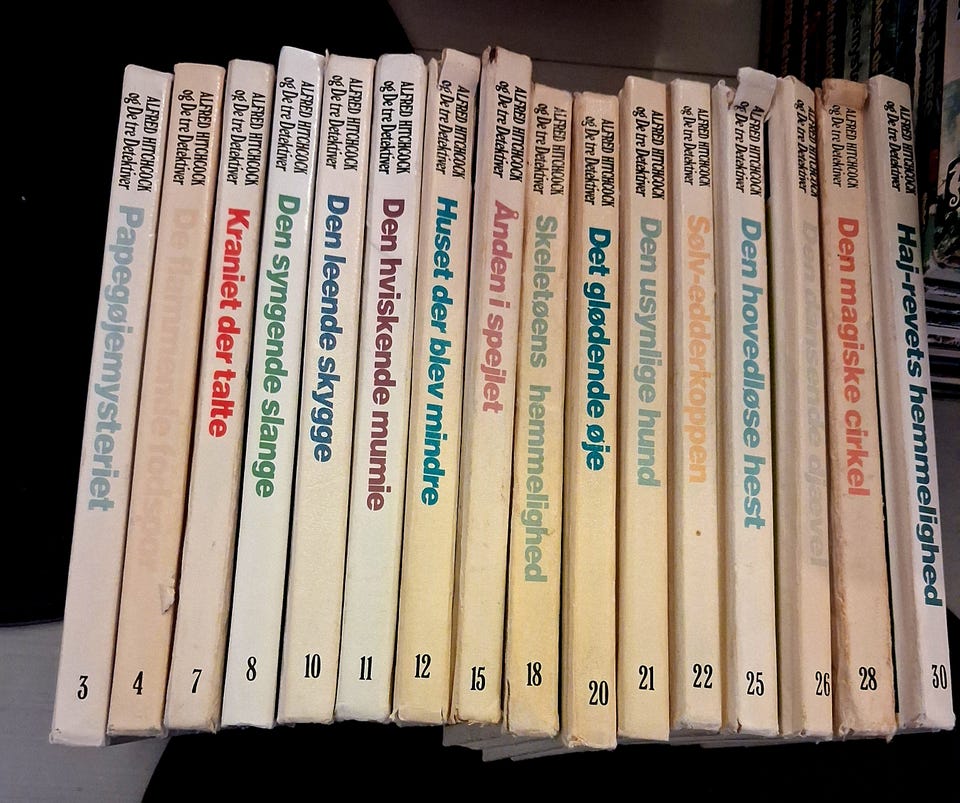 ALFRED HITCHCOCK
og De tre Detektiver
Papegøjemysteriet
3
ALFRED HITCHCOCK
og De tre Detektiver
4
ALFRED HITCHCOCK
og De tre Detektiver
Kraniet der talte
7
ALFRED HITCHCOCK
og De tre Detektiver
Den syngende slange
8
ALFRED HITCHCOCK
og De tre Detektiver
Den leende skygge
10
ALFRED HITCHCOCK
og De tre Detektiver
Den hviskende mumie
11
ALFRED HITCHCOCK
og De tre Detektiver
Huset der blev mindre
12
ALFRED HITCHCOCK
og De tre Detektiver
Ånden i spejlet
15
ALFRED HITCHCOCK
og De tre Detektiver
Skeletøens hemmelighed
18
ALFRED HITCHCOCK
og De tre Detektiver
Det glødende øje
20
ALFRED HITCHCOCK
og De tre Detektiver
Den usynlige hund
21
ALFRED HITCHCOCK
og De tre Detektiver
Sølv-edderkoppen
22
ALFRED HITCHCOCK
og De tre Detektiver
Den hovedløse hest
25
ALFRED HITCHCOCK
og De tre Detektiver
Den dansende djævel
26
ALFRED HITCHCOCK
og De tre Detektiver
Den magiske cirkel
28
ALFRED HITCHCOCK
og De tre Detektiver
Haj-revets hemmelighed
30